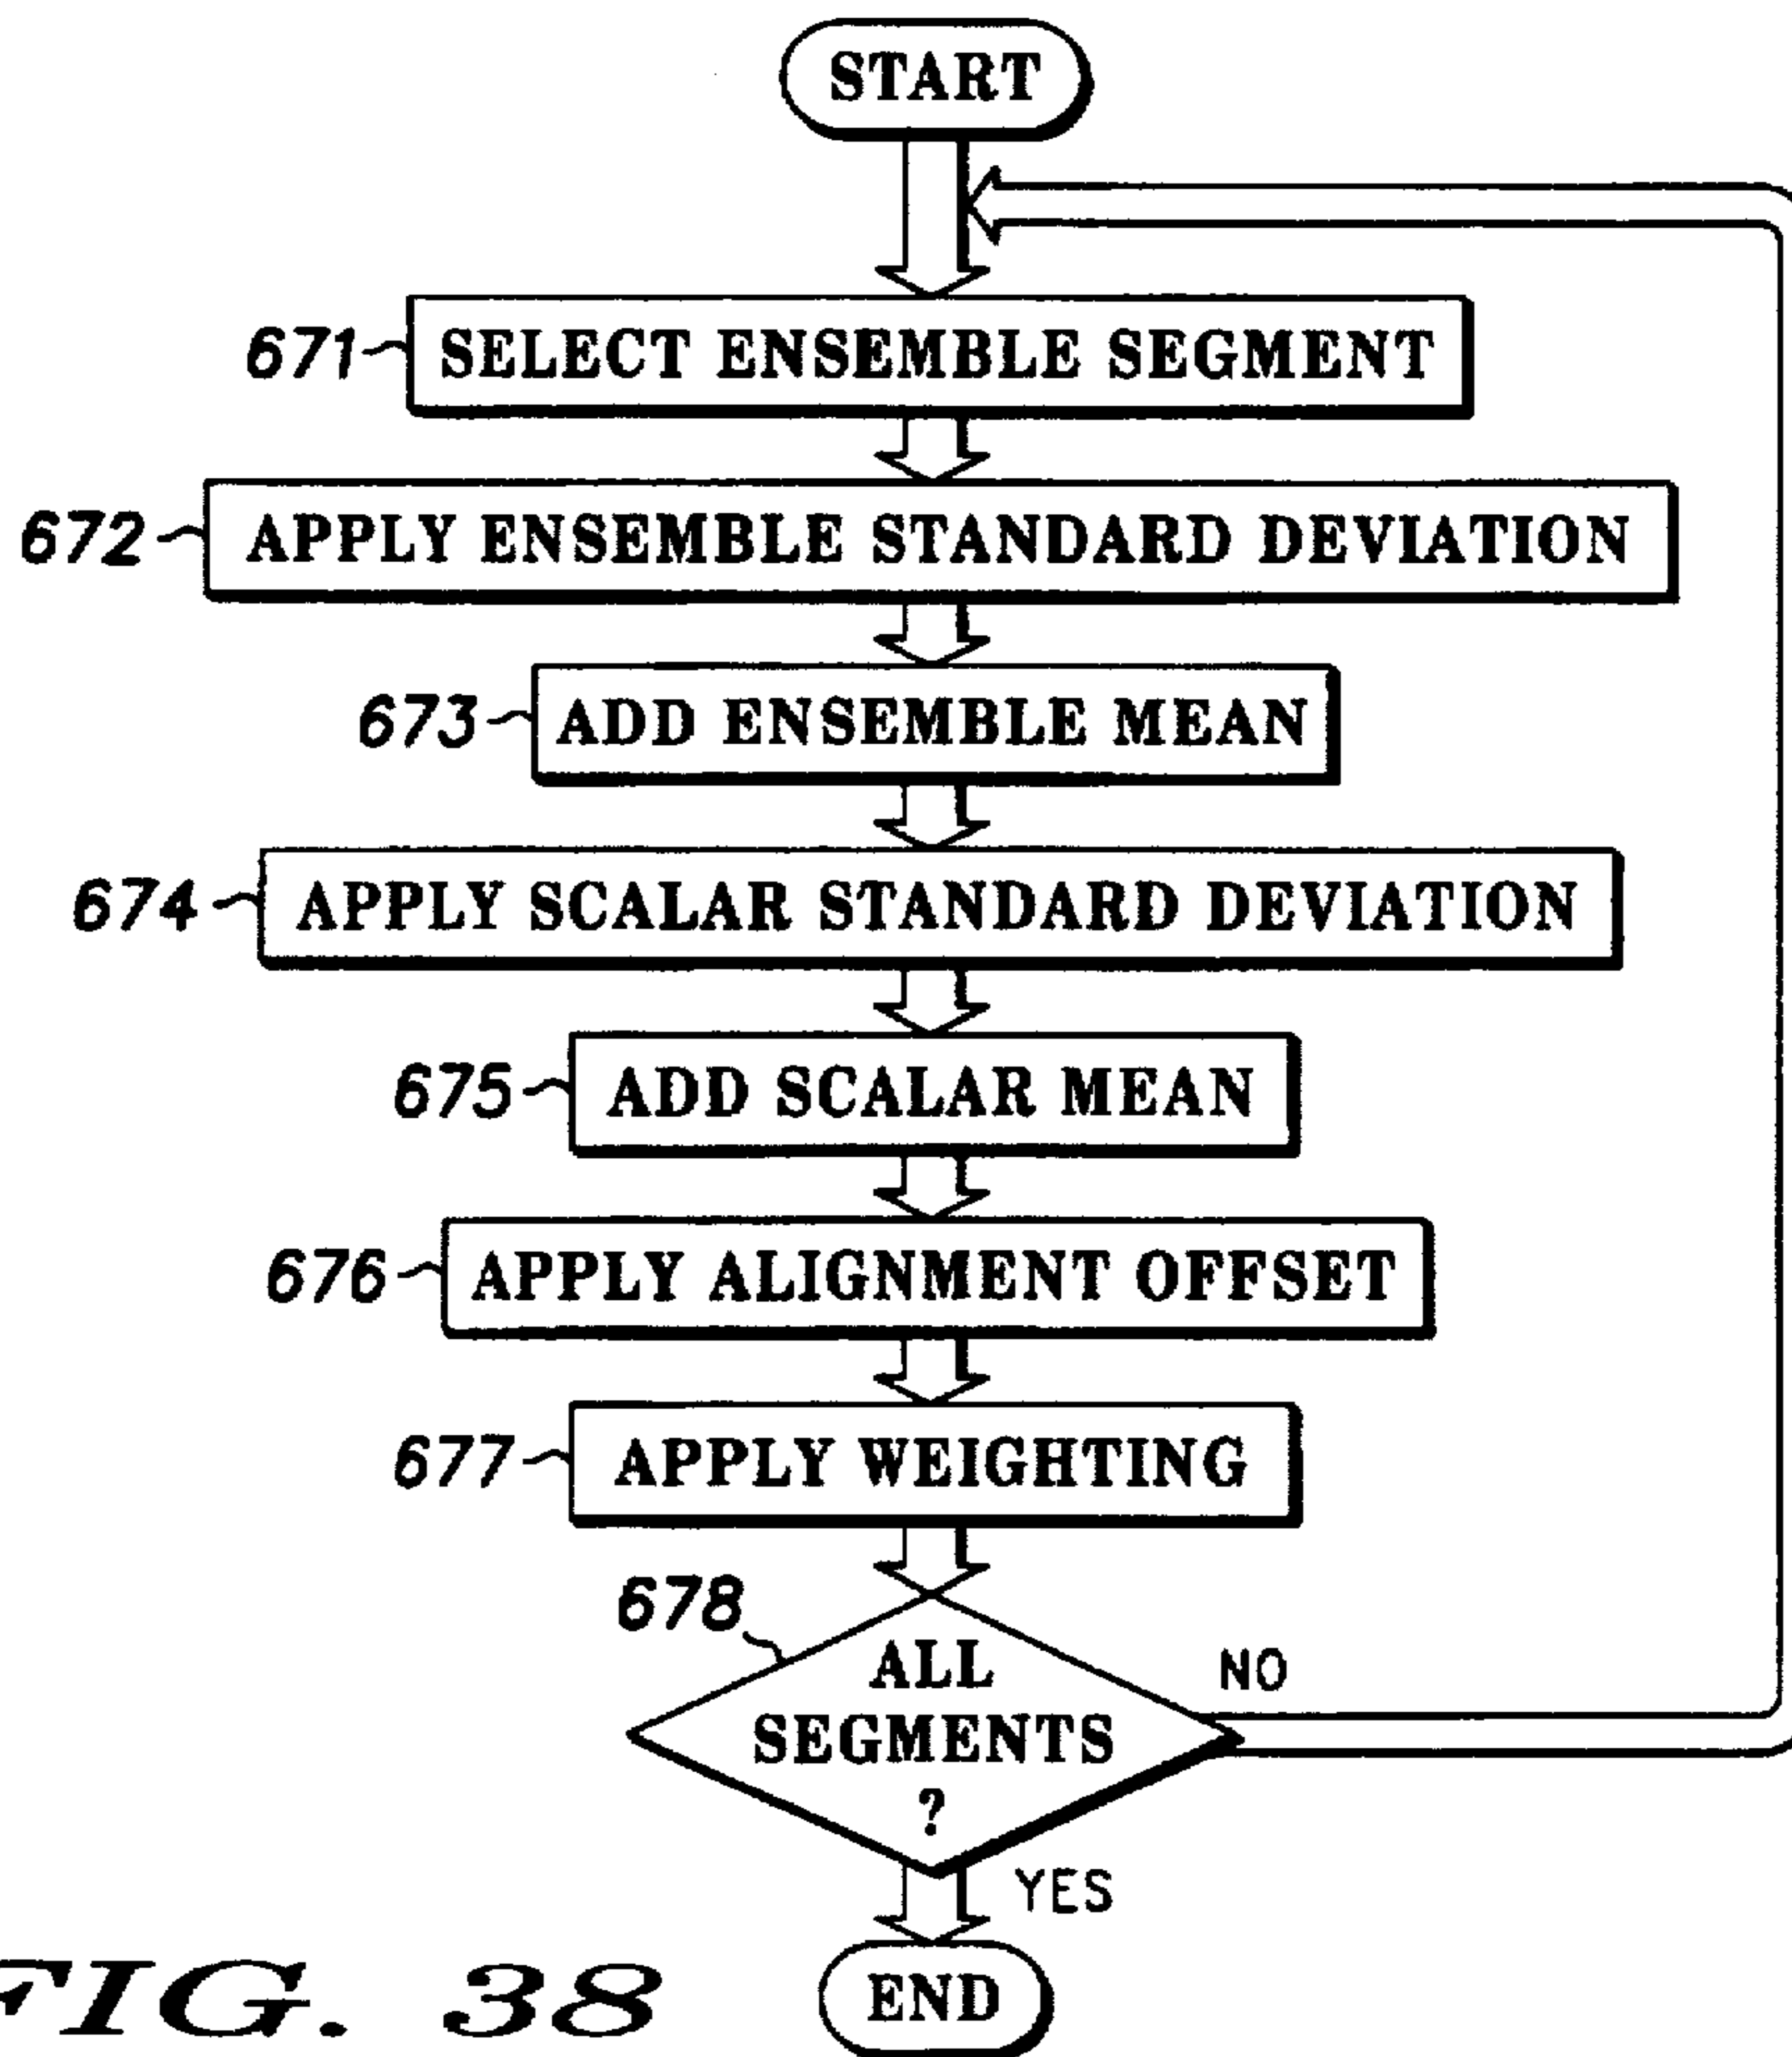 START
671 SELECT ENSEMBLE SEGMENT
672 APPLY ENSEMBLE STANDARD DEVIATION
673 ADD ENSEMBLE MEAN
674 APPLY SCALAR STANDARD DEVIATION
675 ADD SCALAR MEAN
676 APPLY ALIGNMENT OFFSET
677 APPLY WEIGHTING
678
ALL
SEGMENTS
?
NO
YES
END
FIG. 38